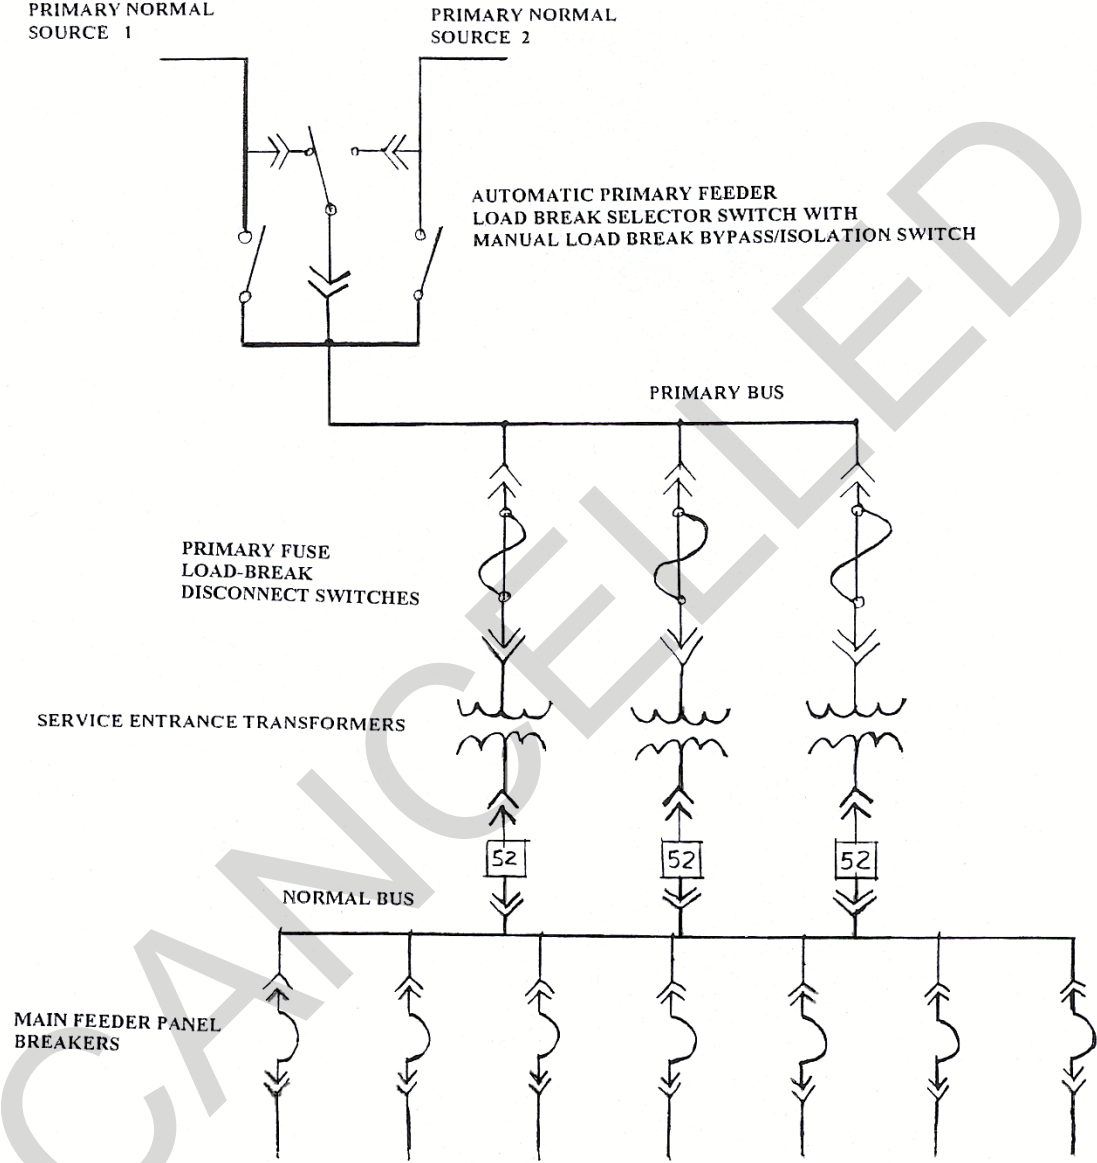 PRIMARY NORMAL
SOURCE 1
PRIMARY NORMAL
SOURCE 2
AUTOMATIC PRIMARY FEEDER
LOAD BREAK SELECTOR SWITCH WITH
MANUAL LOAD BREAK BYPASS/ISOLATION SWITCH
PRIMARY BUS
PRIMARY FUSE
LOAD-BREAK
DISCONNECT SWITCHES
SERVICE ENTRANCE TRANSFORMERS
52
52
52
NORMAL BUS
MAIN FEEDER PANEL
BREAKERS
CANCELLED